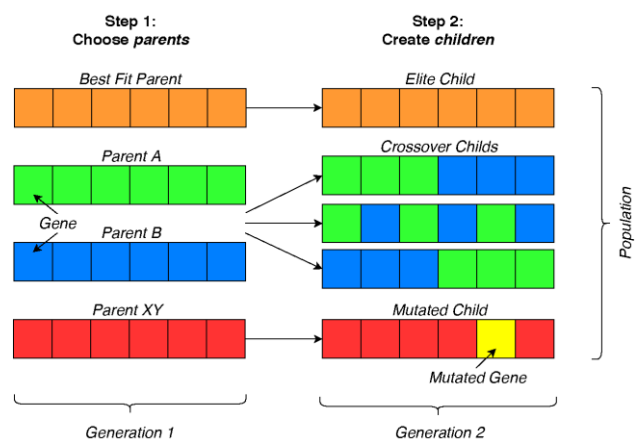 Step 1:
Choose parents
Step 2:
Create children
Best Fit Parent
Elite Child
Parent A
Crossover Childs
Gene
Parent B
Parent XY
Mutated Child
Mutated Gene
Population
Generation 1
Generation 2